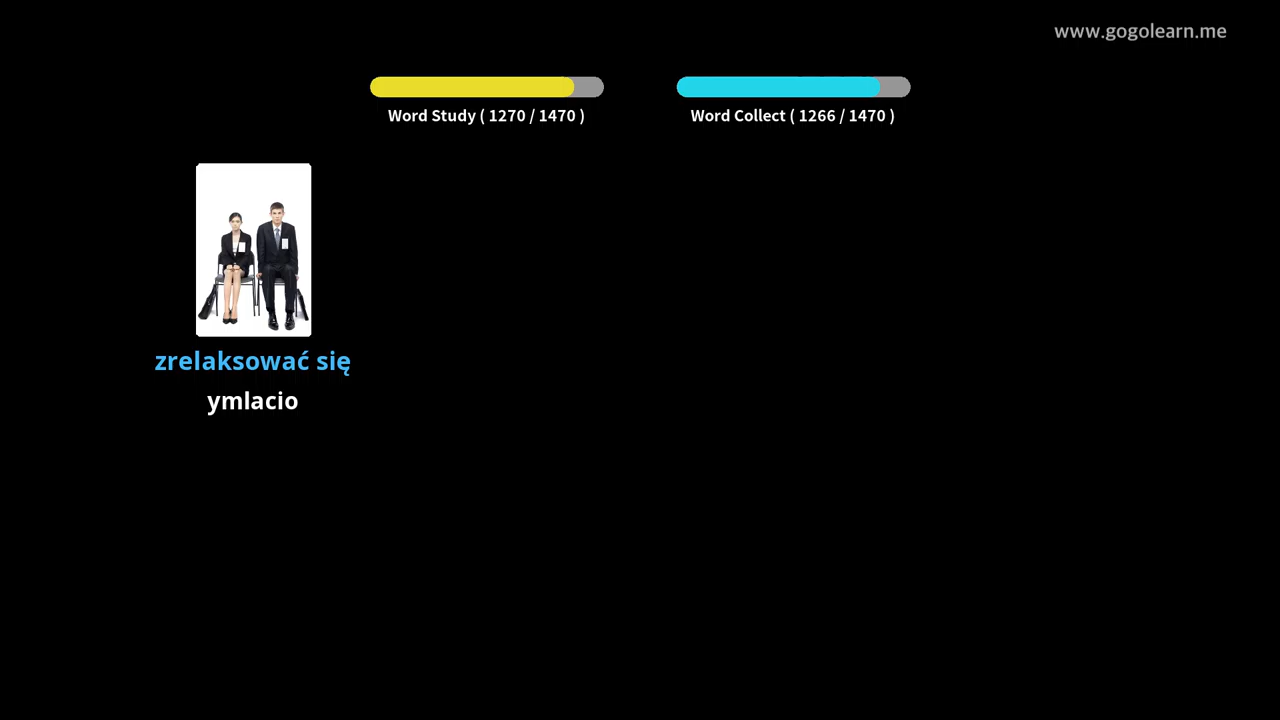 www.gogolearn.me
Word Study ( 1270 / 1470 )
Word Collect ( 1266 / 1470 )
zrelaksować się
ymlacio